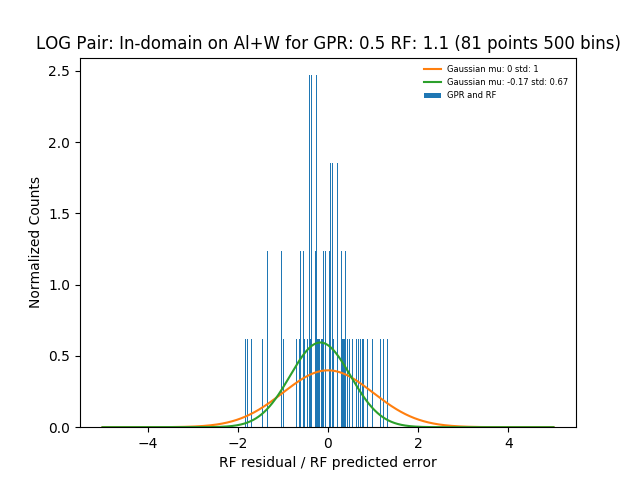 LOG Pair: In-domain on Al+W for GPR: 0.5 RF: 1.1 (81 points 500 bins)
Gaussian mu: 0 std: 1
Gaussian mu: -0.17 std: 0.67
GPR and RF
Normalized Counts
2.5
2.0
1.5
1.0
0.5
0.0
−4 −2 0 2 4
RF residual / RF predicted error